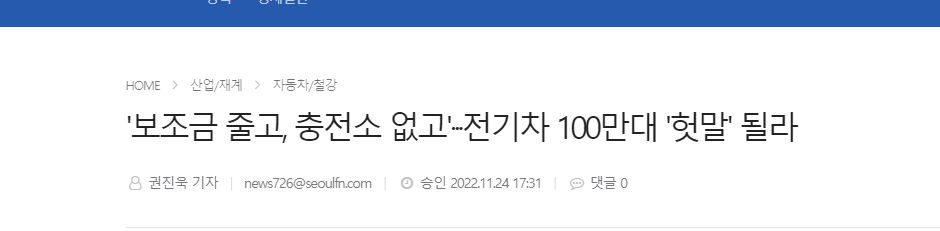 HOME > 산업/재계 > 자동차/철강
'보조금 줄고, 충전소 없고'···전기차 100만대 '헛말' 될라
권진욱 기자 | news726@seoulfn.com | 승인 2022.11.24 17:31 | 댓글 0